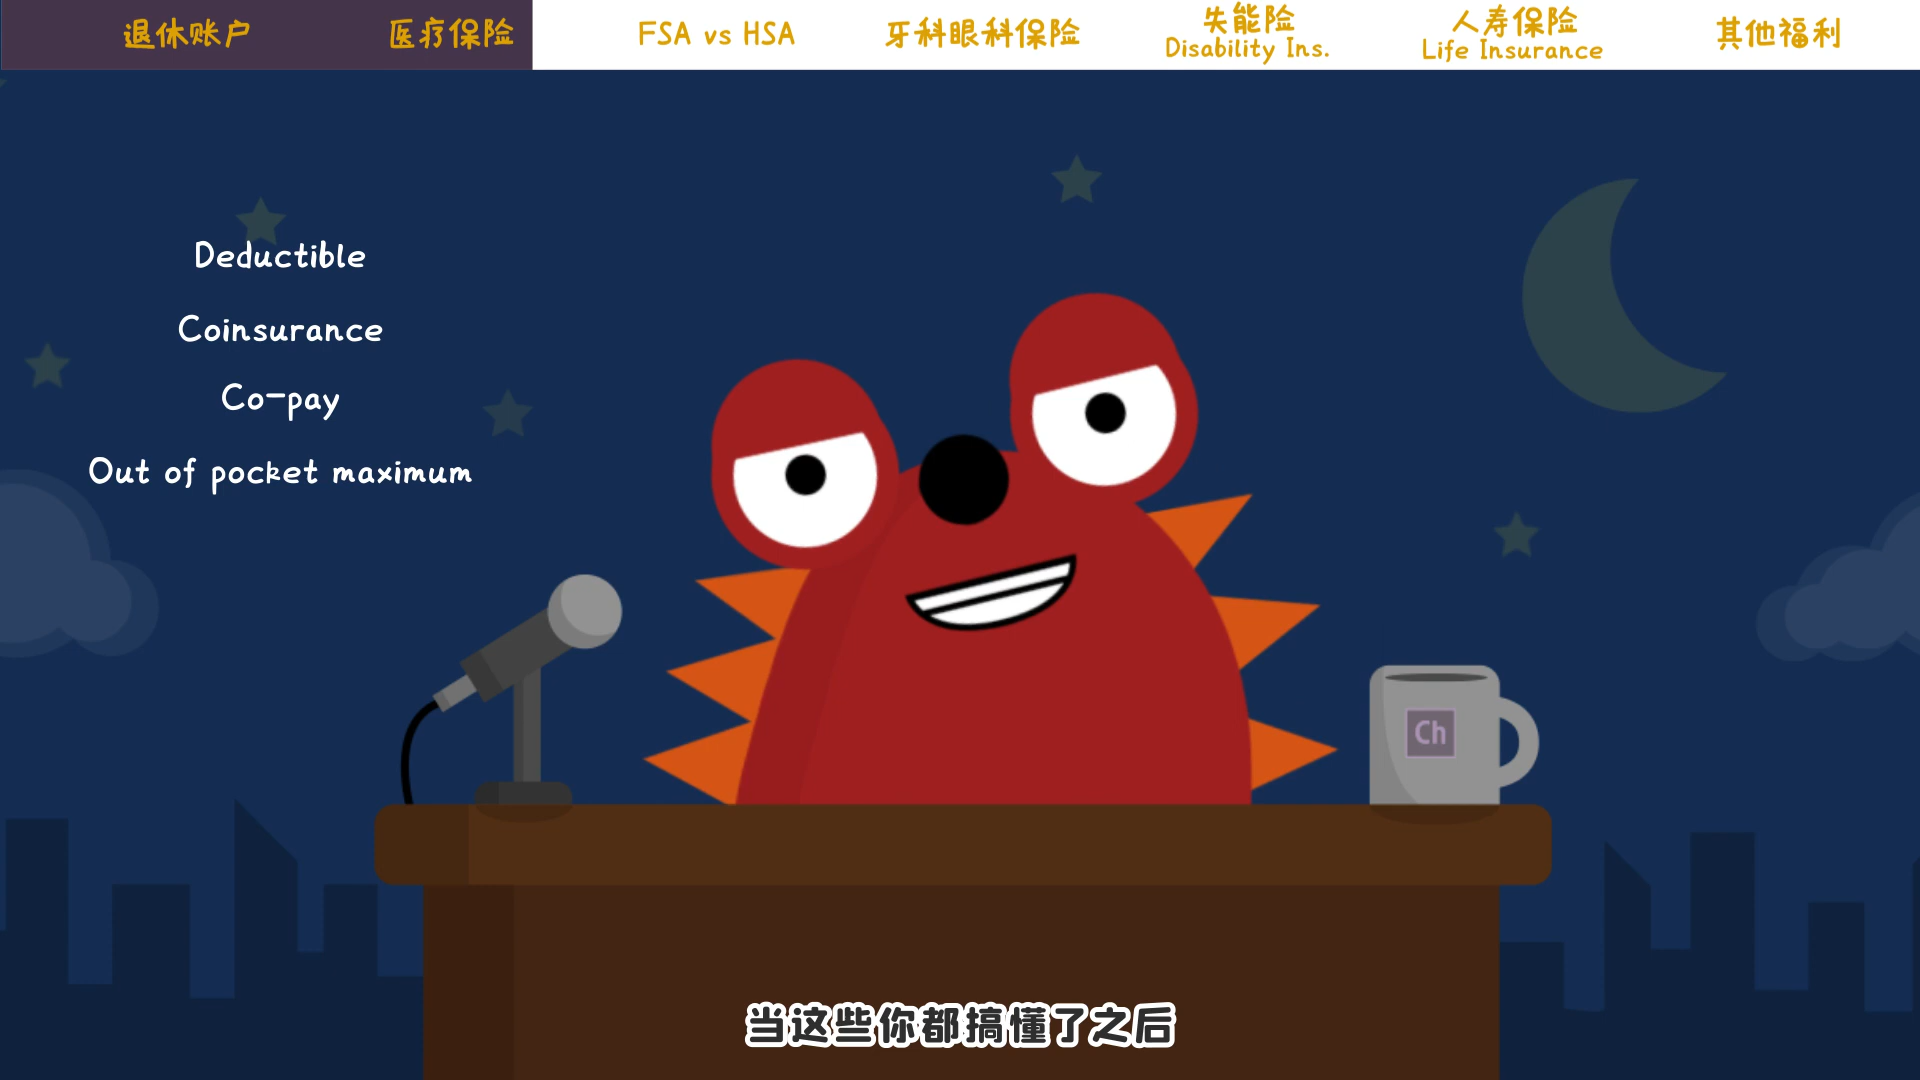 退休账户
医疗保险
FSA vs HSA
牙科眼科保险
失能险
Disability Ins.
人寿保险
Life Insurance
其他福利
Deductible
Coinsurance
Co-pay
Out of pocket maximum
Ch
当这些你都搞懂了之后